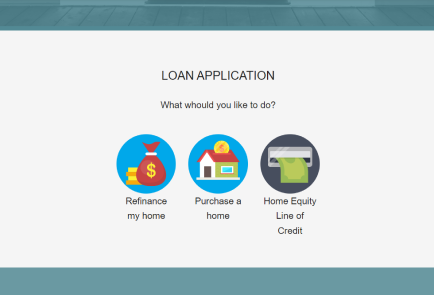 LOAN APPLICATION
What whould you like to do?
Refinance
my home
Purchase a
home
Home Equity
Line of
Credit
$